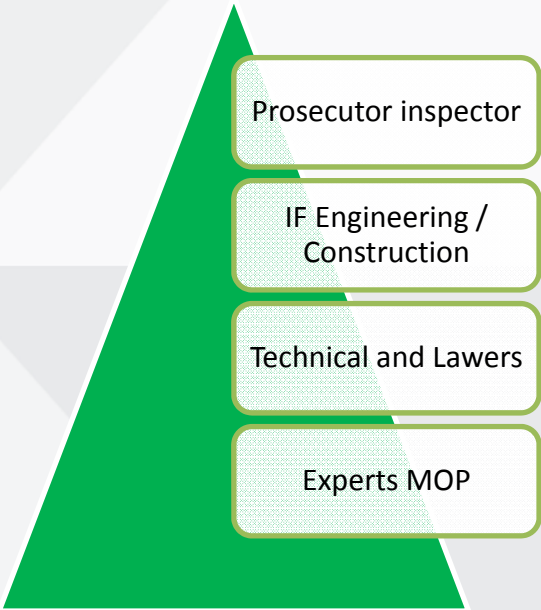 Prosecutor inspector
IF Engineering /
Construction
Technical and Lawers
Experts MOP